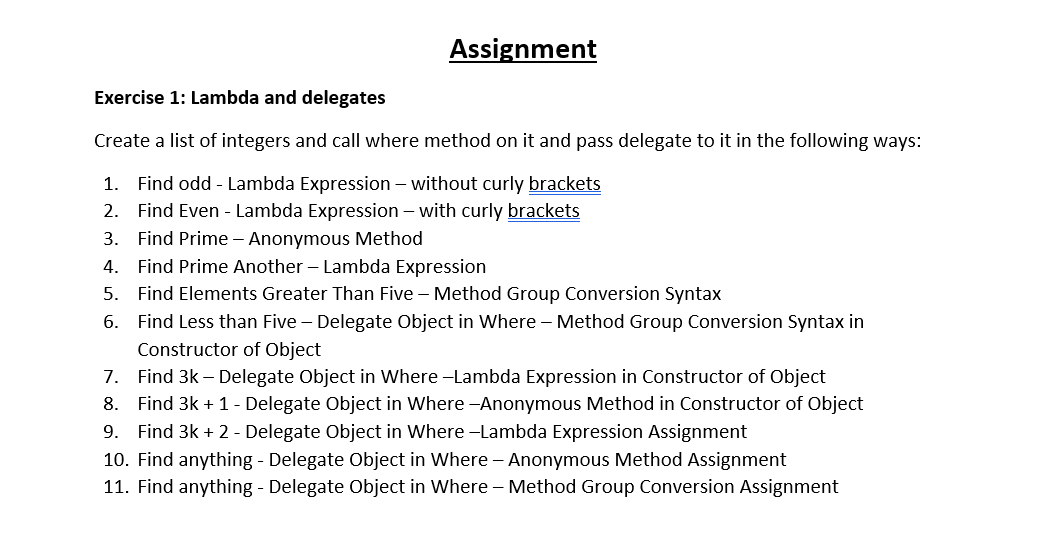 Assignment
Exercise 1: Lambda and delegates
Create a list of integers and call where method on it and pass delegate to it in the following ways:
1. Find odd - Lambda Expression – without curly brackets
2. Find Even - Lambda Expression – with curly brackets
3. Find Prime – Anonymous Method
4. Find Prime Another – Lambda Expression
5. Find Elements Greater Than Five – Method Group Conversion Syntax
6. Find Less than Five – Delegate Object in Where – Method Group Conversion Syntax in
Constructor of Object
7. Find 3k – Delegate Object in Where –Lambda Expression in Constructor of Object
8. Find 3k + 1 - Delegate Object in Where –Anonymous Method in Constructor of Object
9. Find 3k + 2 - Delegate Object in Where –Lambda Expression Assignment
10. Find anything - Delegate Object in Where – Anonymous Method Assignment
11. Find anything - Delegate Object in Where – Method Group Conversion Assignment